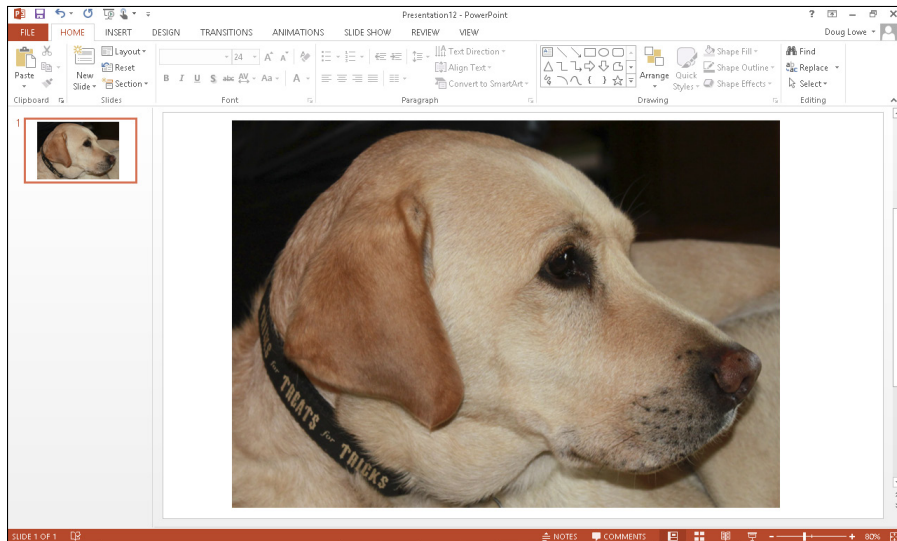 Presentation12 - PowerPoint
FILE HOME INSERT DESIGN TRANSITIONS ANIMATIONS SLIDE SHOW REVIEW VIEW
Doug Lowe
Paste
New Slide
Layout
Reset
Section
24
B I U S abc AV Aa A
Text Direction
Align Text
Convert to SmartArt
Arrange
Quick Styles
Shape Fill
Shape Outline
Shape Effects
Find
Replace
Select
Clipboard Slides Font Paragraph Drawing Editing
1
for TREATS for TRICKS
SLIDE 1 OF 1
NOTES COMMENTS 80%